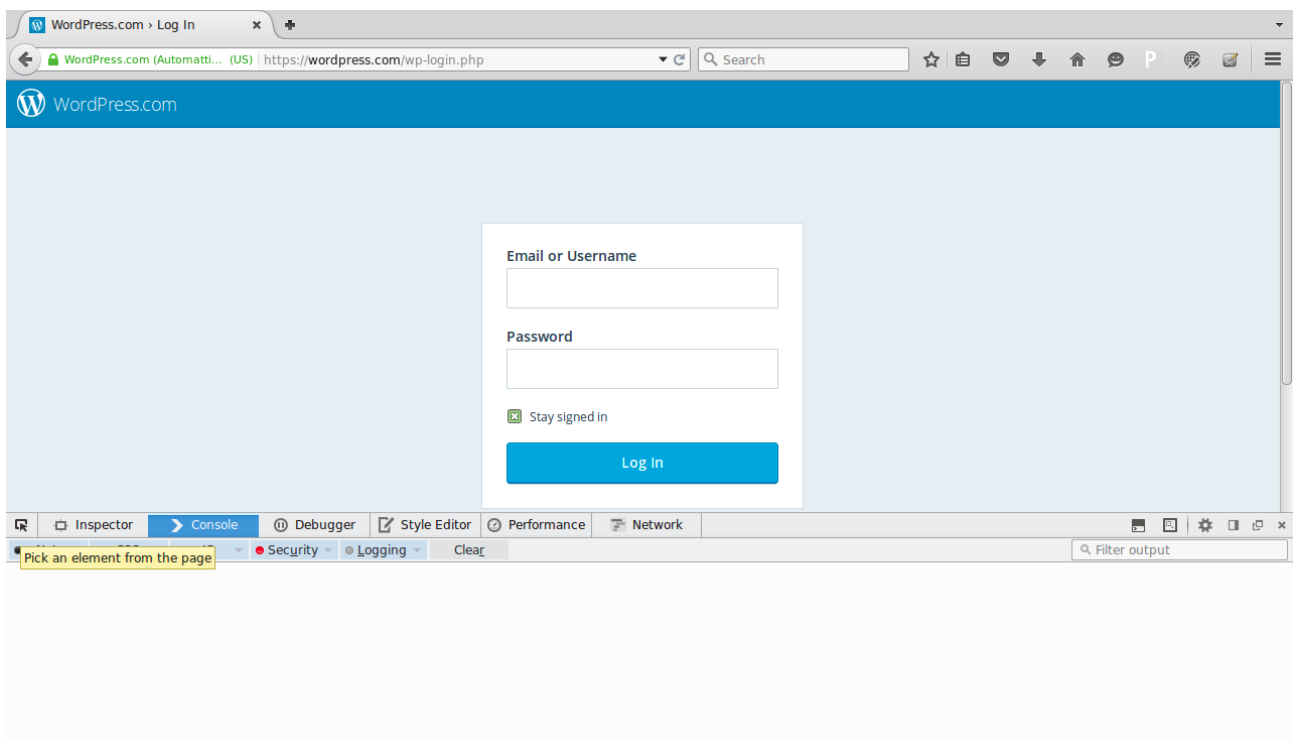 WordPress.com › Log In
WordPress.com (Automatti... (US) https://wordpress.com/wp-login.php Search
WordPress.com
Email or Username
Password
Stay signed in
Log In
Inspector Console Debugger Style Editor Performance Network
Security Logging Clear Filter output
Pick an element from the page